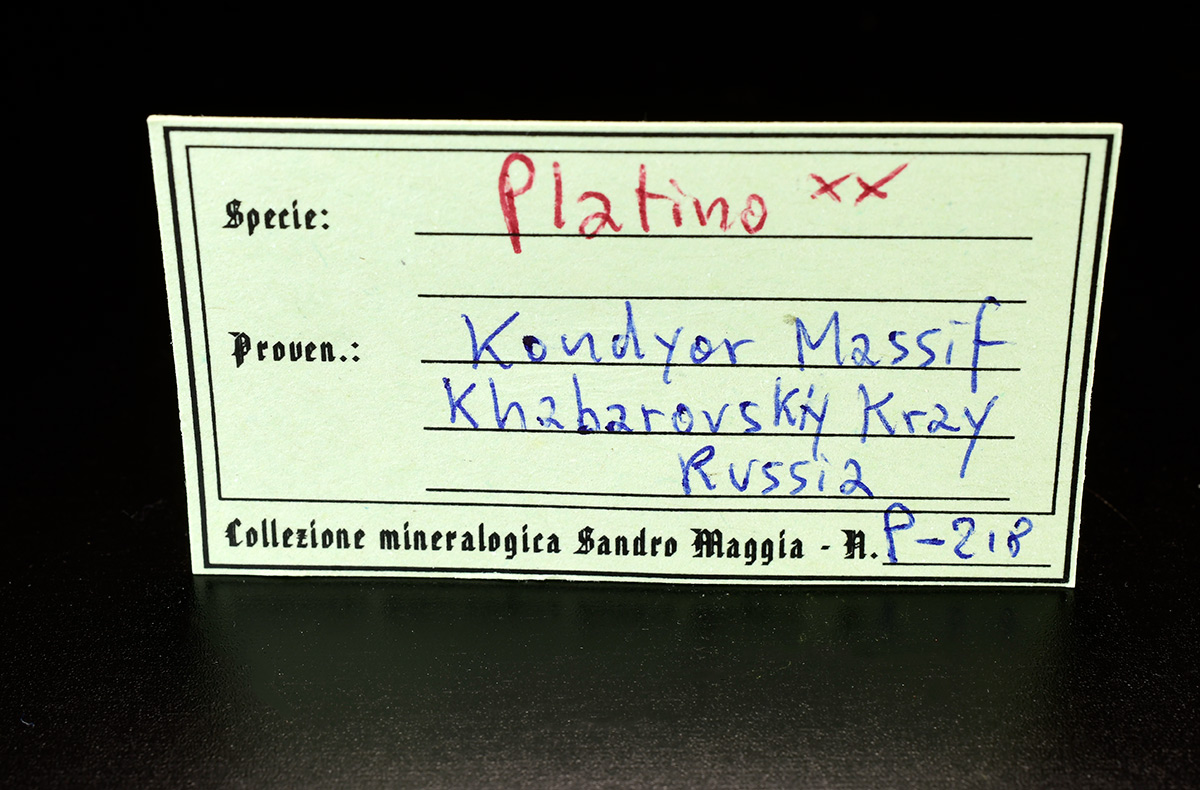 Specie: Platino xx
Proven.: Kondyor Massif
Khabarovskiy Kray
Russia
Collezione mineralogica Sandro Maggia - N. P-218